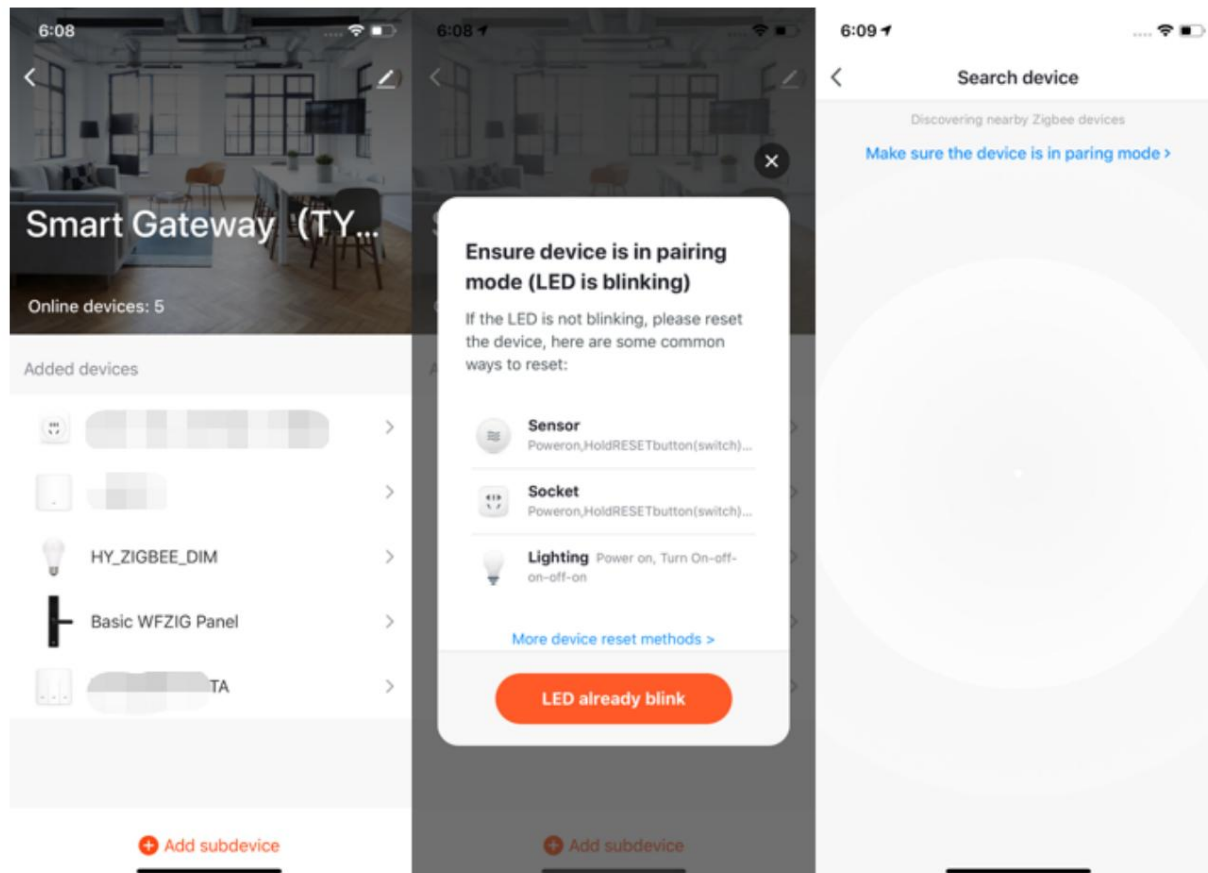 6:08
Smart Gateway（TY...
Online devices: 5
Added devices
HY_ZIGBEE_DIM
Basic WFZIG Panel
TA
Add subdevice
6:08
Ensure device is in pairing
mode (LED is blinking)
If the LED is not blinking, please reset
the device, here are some common
ways to reset:
Sensor
Poweron,HoldRESETbutton(switch)...
Socket
Poweron,HoldRESETbutton(switch)...
Lighting Power on, Turn On-off-
on-off-on
More device reset methods >
LED already blink
Add subdevice
6:09
Search device
Discovering nearby Zigbee devices
Make sure the device is in paring mode >